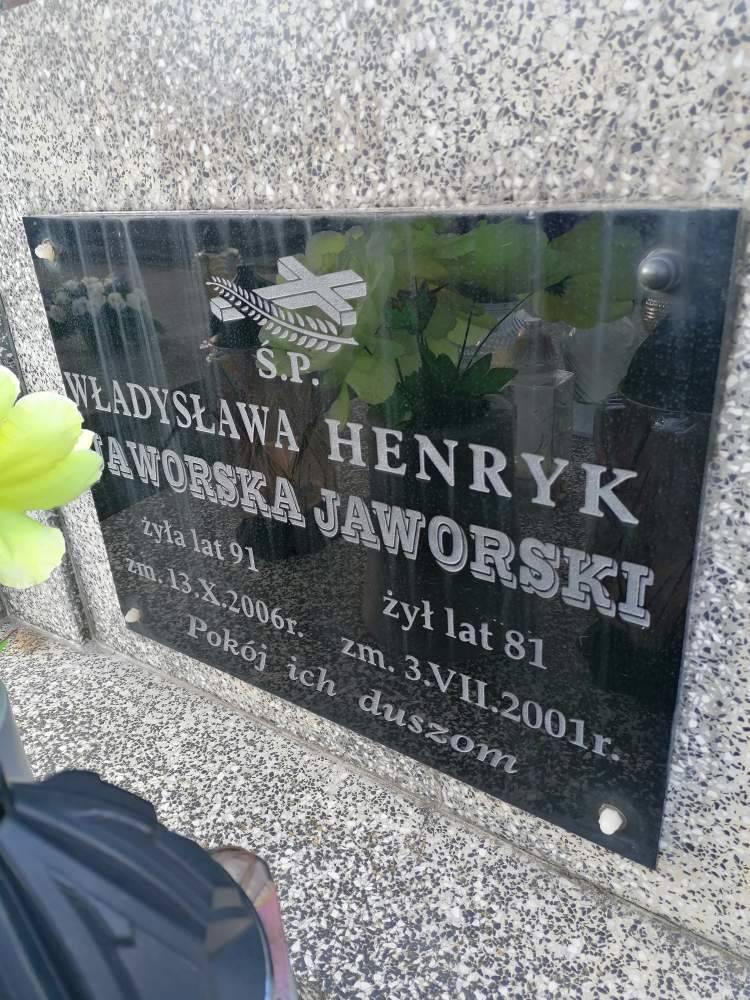 Ś.P.
WŁADYSŁAWA HENRYK
JAWORSKA JAWORSKI
żyła lat 91 żył lat 81
zm. 13.X.2006r. zm. 3.VII.2001r.
Pokój ich duszom